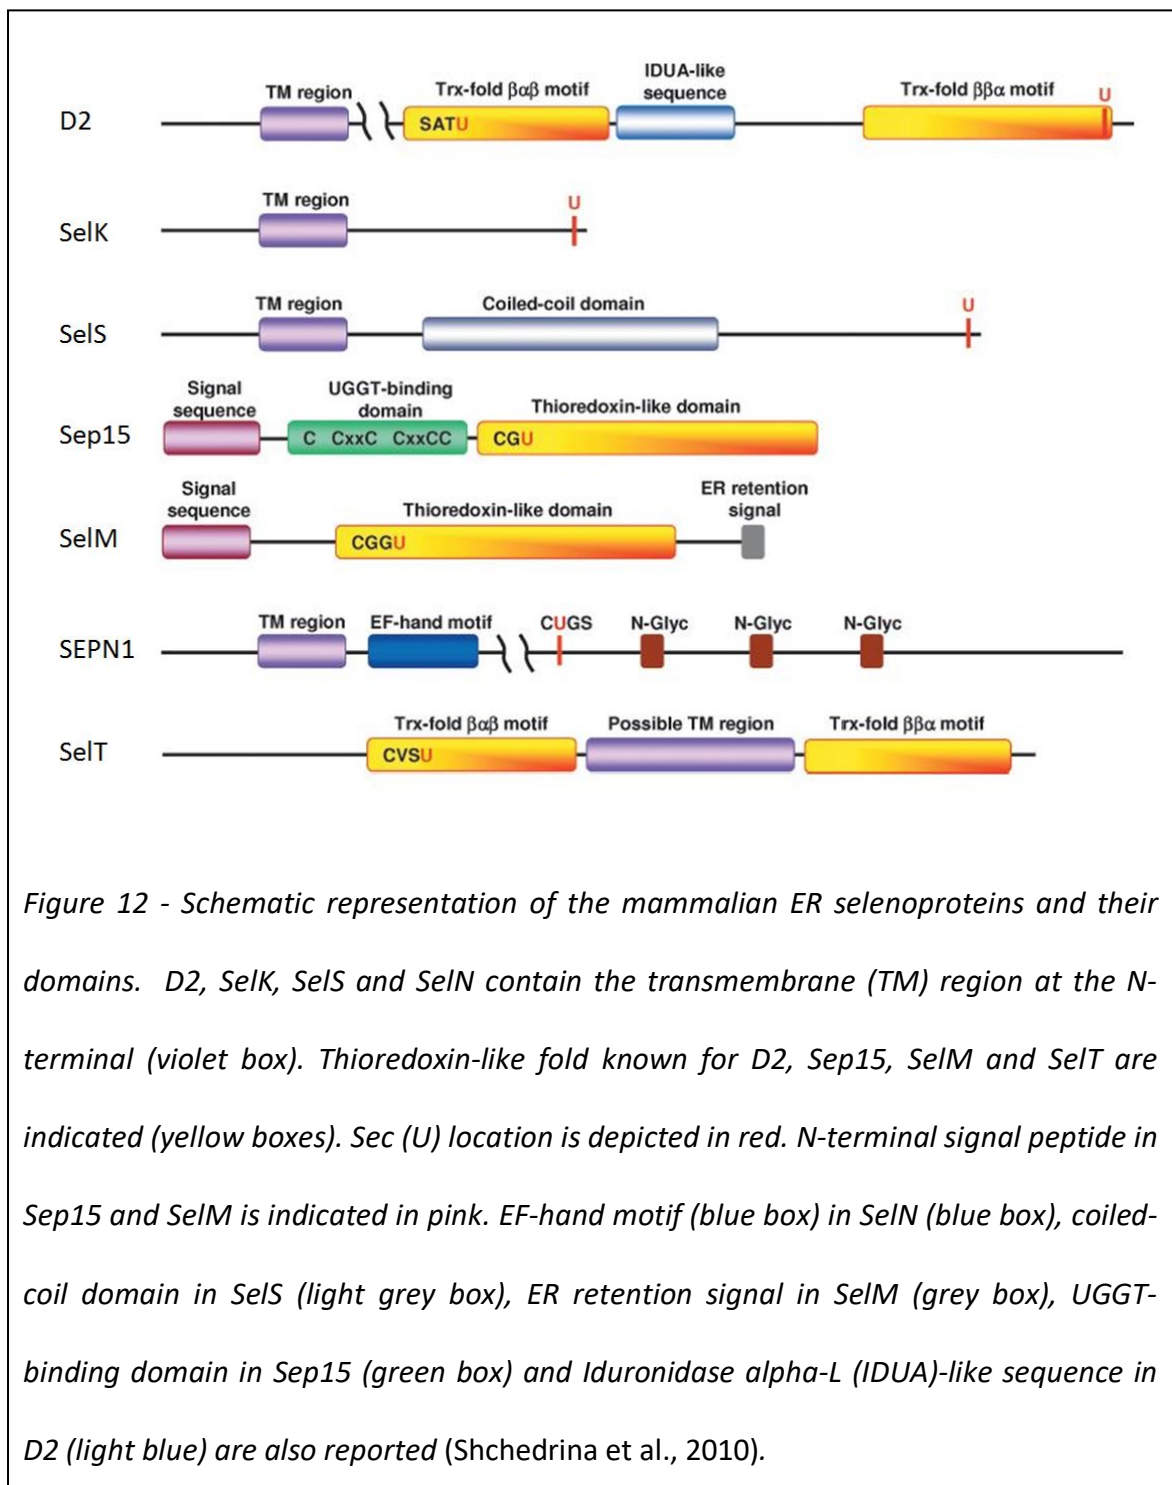 IDUA-like
TM region Trx-fold βαβ motif sequence Trx-fold ββα motif
U
D2 SATU
TM region U
SelK
TM region Coiled-coil domain U
SelS
Signal UGGT-binding
sequence domain Thioredoxin-like domain
Sep15 C CxxC CxxCC CGU
Signal ER retention
sequence Thioredoxin-like domain signal
SelM CGGU
TM region EF-hand motif CUGS N-Glyc N-Glyc N-Glyc
SEPN1
Trx-fold βαβ motif Possible TM region Trx-fold ββα motif
SelT CVSU
Figure 12 - Schematic representation of the mammalian ER selenoproteins and their
domains. D2, SelK, SelS and SelN contain the transmembrane (TM) region at the N-
terminal (violet box). Thioredoxin-like fold known for D2, Sep15, SelM and SelT are
indicated (yellow boxes). Sec (U) location is depicted in red. N-terminal signal peptide in
Sep15 and SelM is indicated in pink. EF-hand motif (blue box) in SelN (blue box), coiled-
coil domain in SelS (light grey box), ER retention signal in SelM (grey box), UGGT-
binding domain in Sep15 (green box) and Iduronidase alpha-L (IDUA)-like sequence in
D2 (light blue) are also reported (Shchedrina et al., 2010).